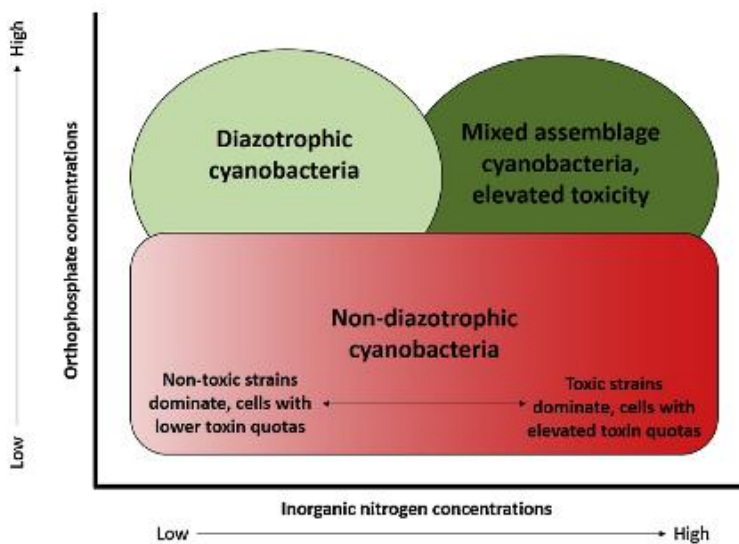 High
Orthophosphate concentrations
Low
Diazotrophic
cyanobacteria
Mixed assemblage
cyanobacteria,
elevated toxicity
Non-diazotrophic
cyanobacteria
Non-toxic strains
dominate, cells with
lower toxin quotas
Toxic strains
dominate, cells with
elevated toxin quotas
Inorganic nitrogen concentrations
Low
High